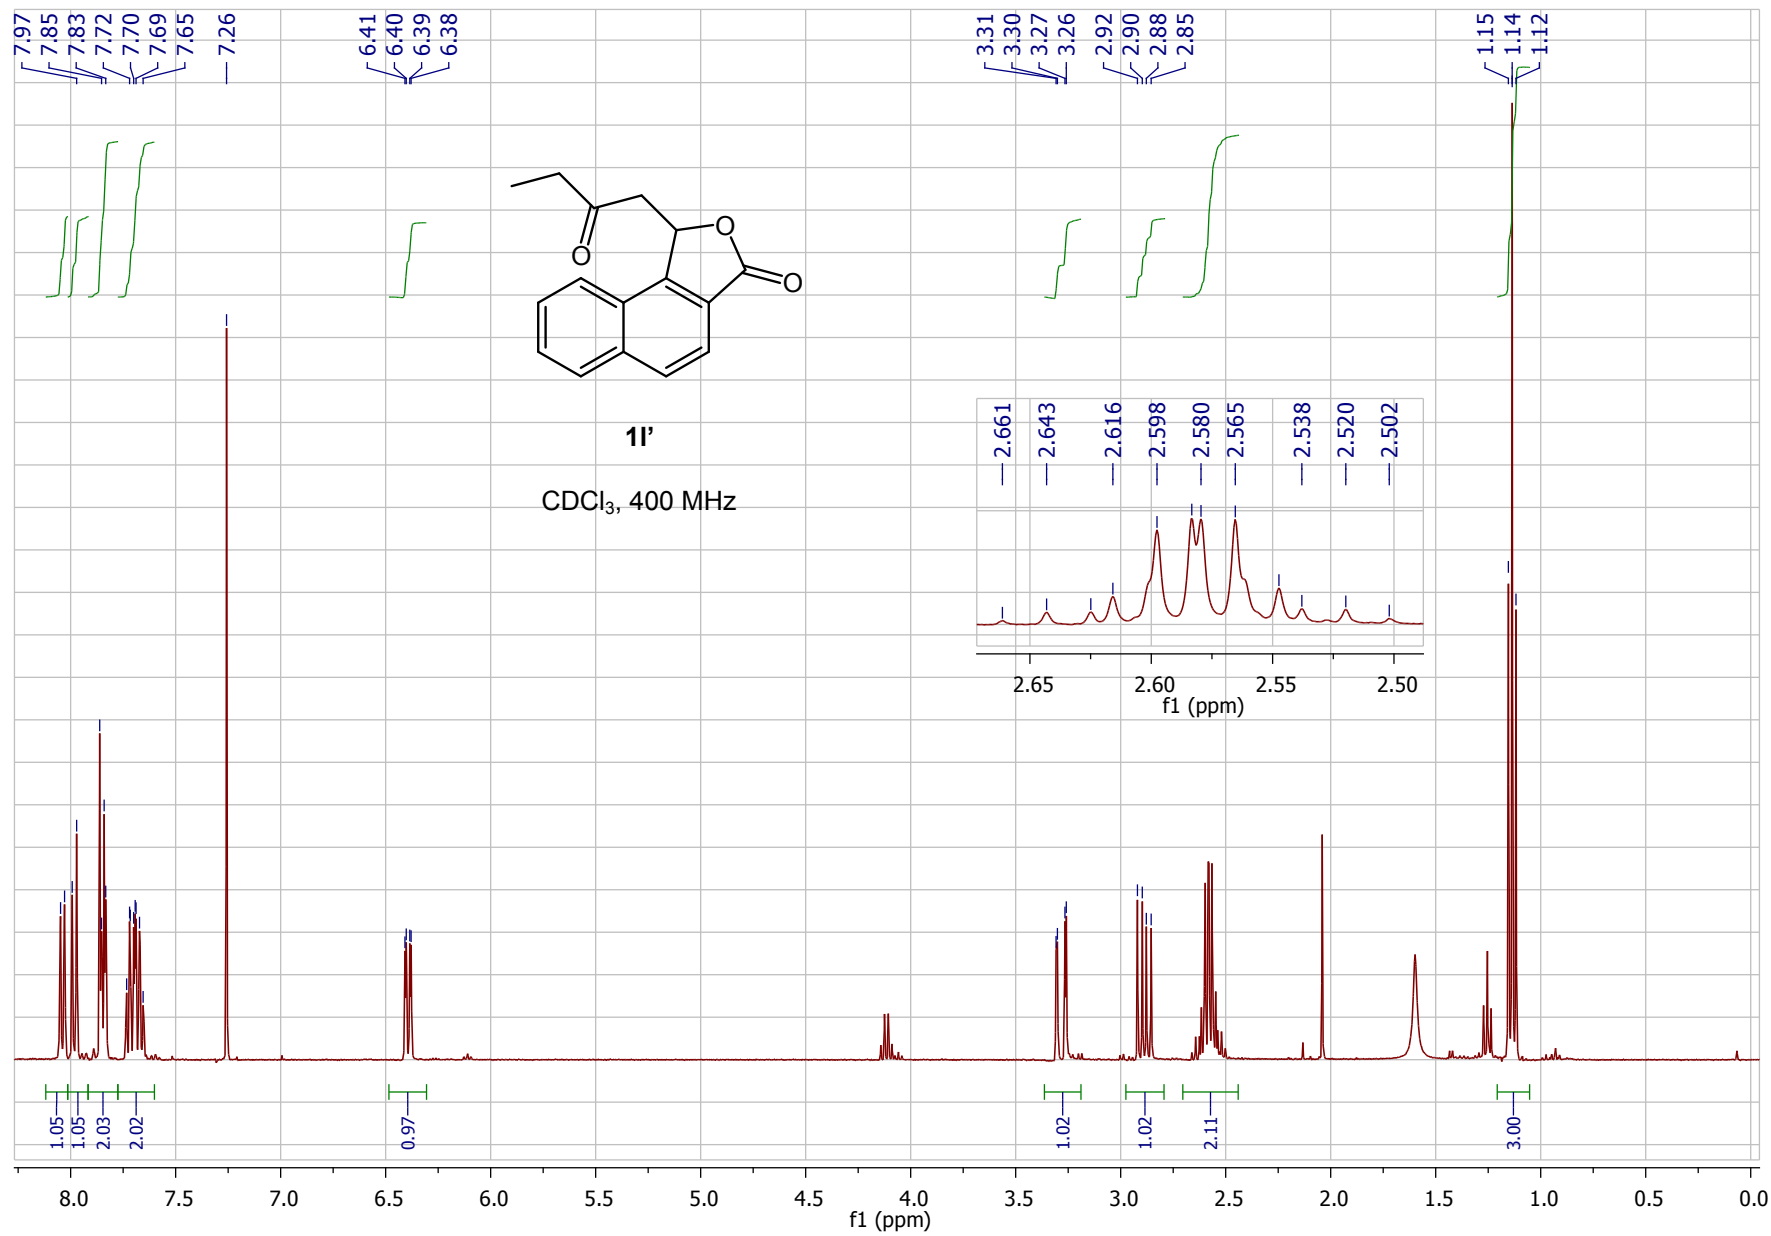 7.97 7.85 7.83 7.72 7.70 7.69 7.65 7.26 6.41 6.40 6.39 6.38 3.31 3.30 3.27 3.26 2.92 2.90 2.88 2.85 1.15 1.14 1.12
O
O
O
1l’
CDCl₃, 400 MHz
2.661 2.643 2.616 2.598 2.580 2.565 2.538 2.520 2.502
2.65 2.60 2.55 2.50
f1 (ppm)
1.05 1.05 2.03 2.02 0.97 1.02 1.02 2.11 3.00
8.0 7.5 7.0 6.5 6.0 5.5 5.0 4.5 4.0 3.5 3.0 2.5 2.0 1.5 1.0 0.5 0.0
f1 (ppm)